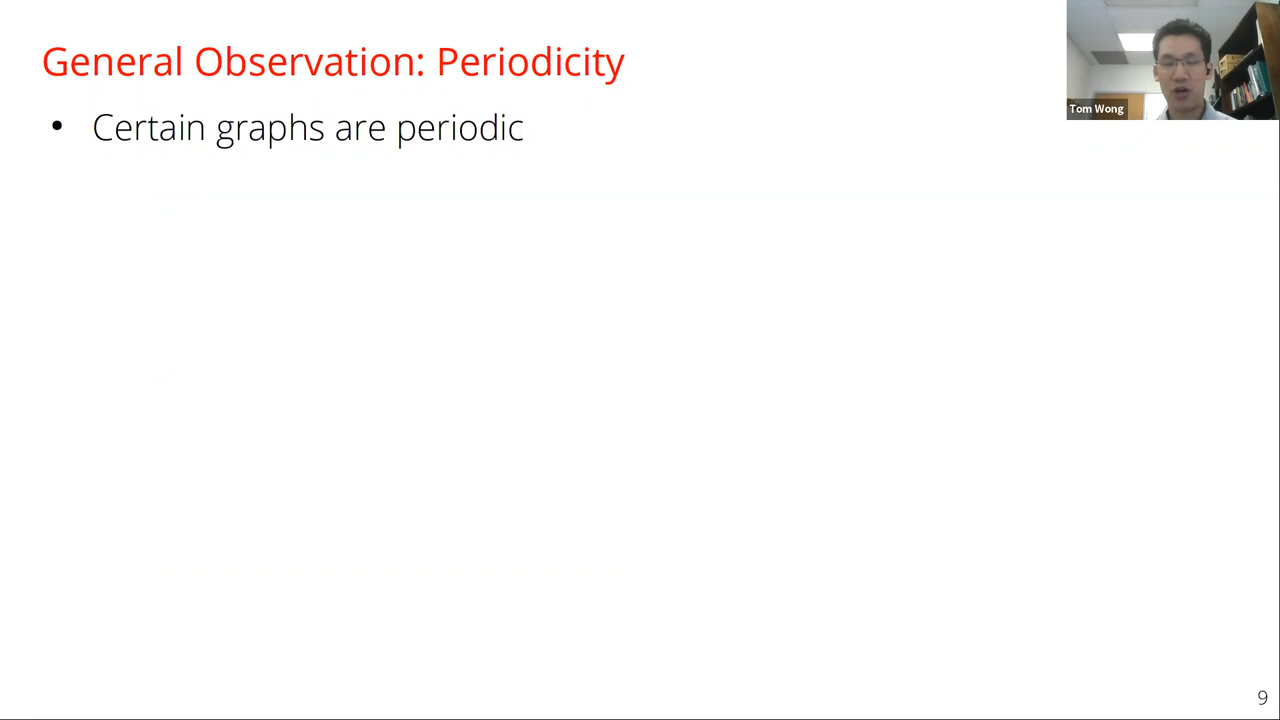 General Observation: Periodicity
Tom Wong
• Certain graphs are periodic
9